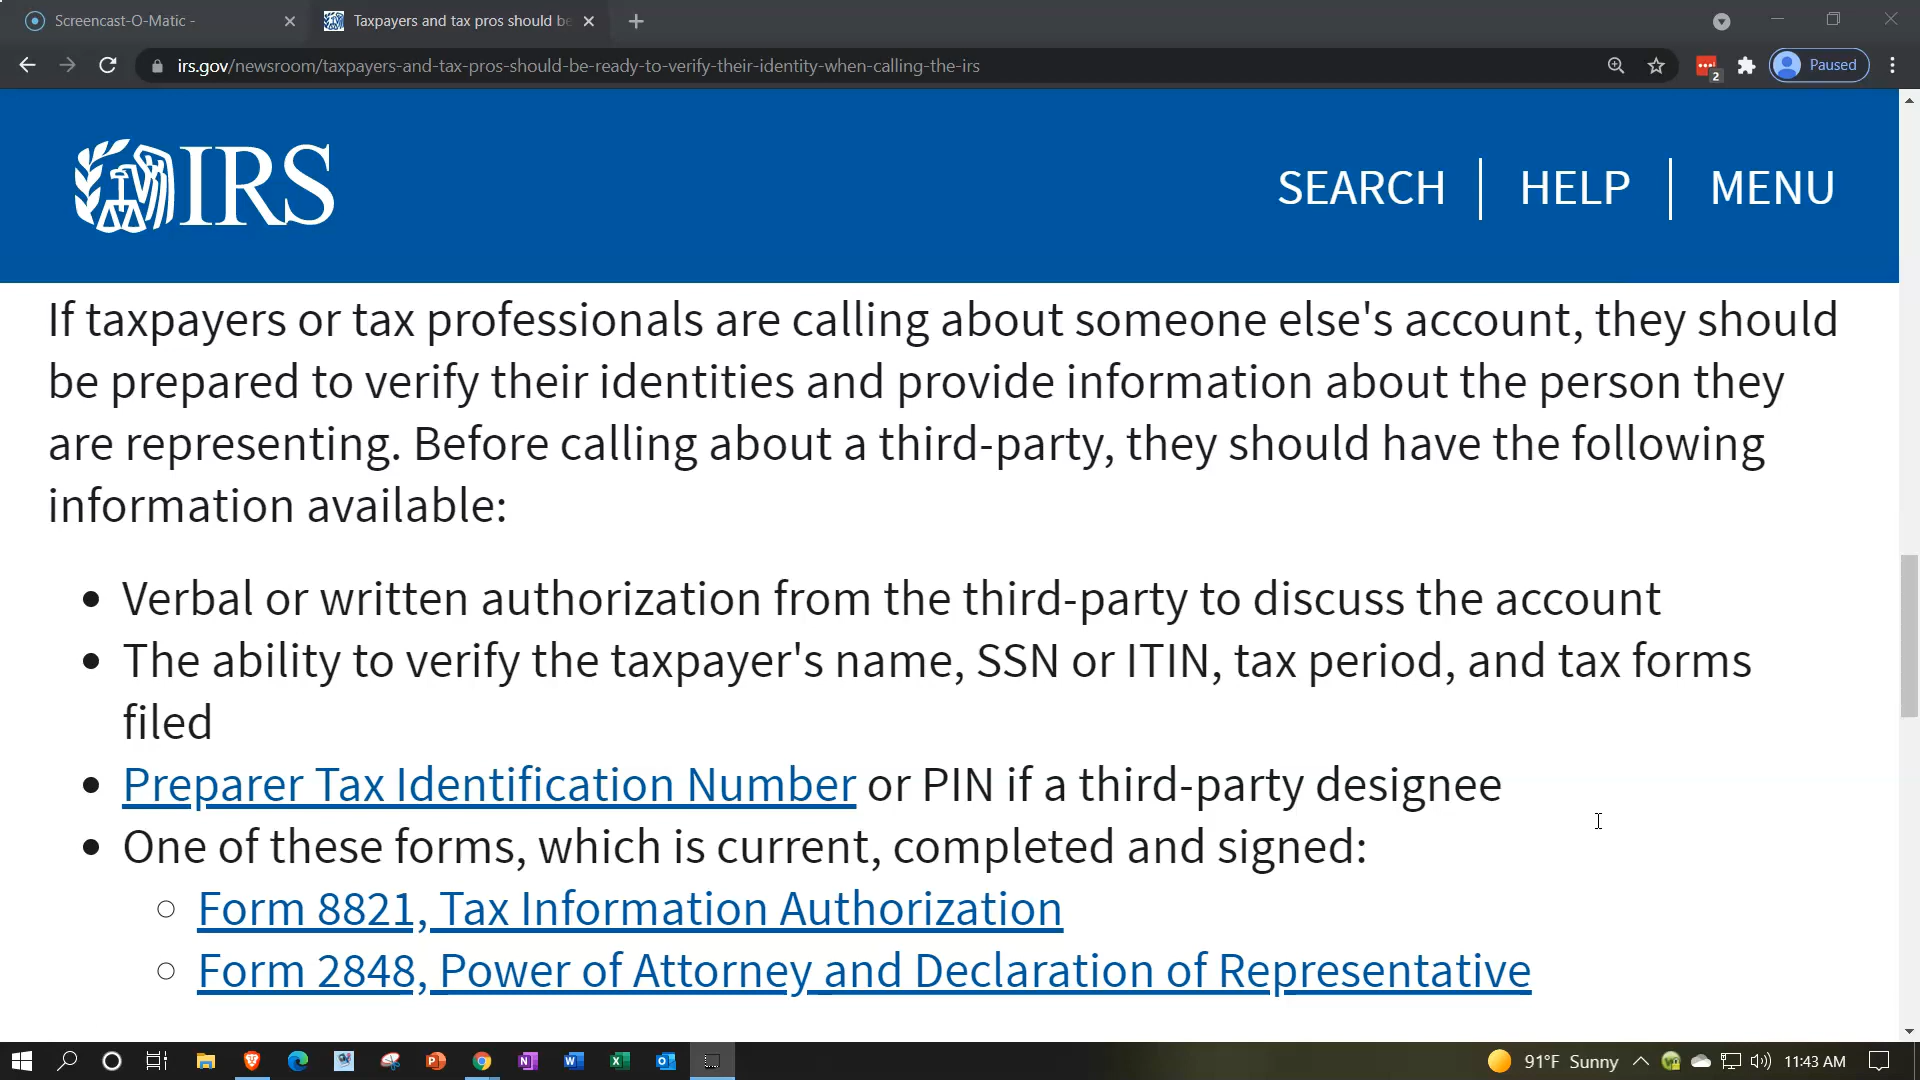 Screencast-O-Matic -
Taxpayers and tax pros should be
irs.gov/newsroom/taxpayers-and-tax-pros-should-be-ready-to-verify-their-identity-when-calling-the-irs
2
Paused
IRS
SEARCH
HELP
MENU
If taxpayers or tax professionals are calling about someone else's account, they should
be prepared to verify their identities and provide information about the person they
are representing. Before calling about a third-party, they should have the following
information available:
• Verbal or written authorization from the third-party to discuss the account
• The ability to verify the taxpayer's name, SSN or ITIN, tax period, and tax forms
filed
• Preparer Tax Identification Number or PIN if a third-party designee
• One of these forms, which is current, completed and signed:
○ Form 8821, Tax Information Authorization
○ Form 2848, Power of Attorney and Declaration of Representative
91°F Sunny
11:43 AM